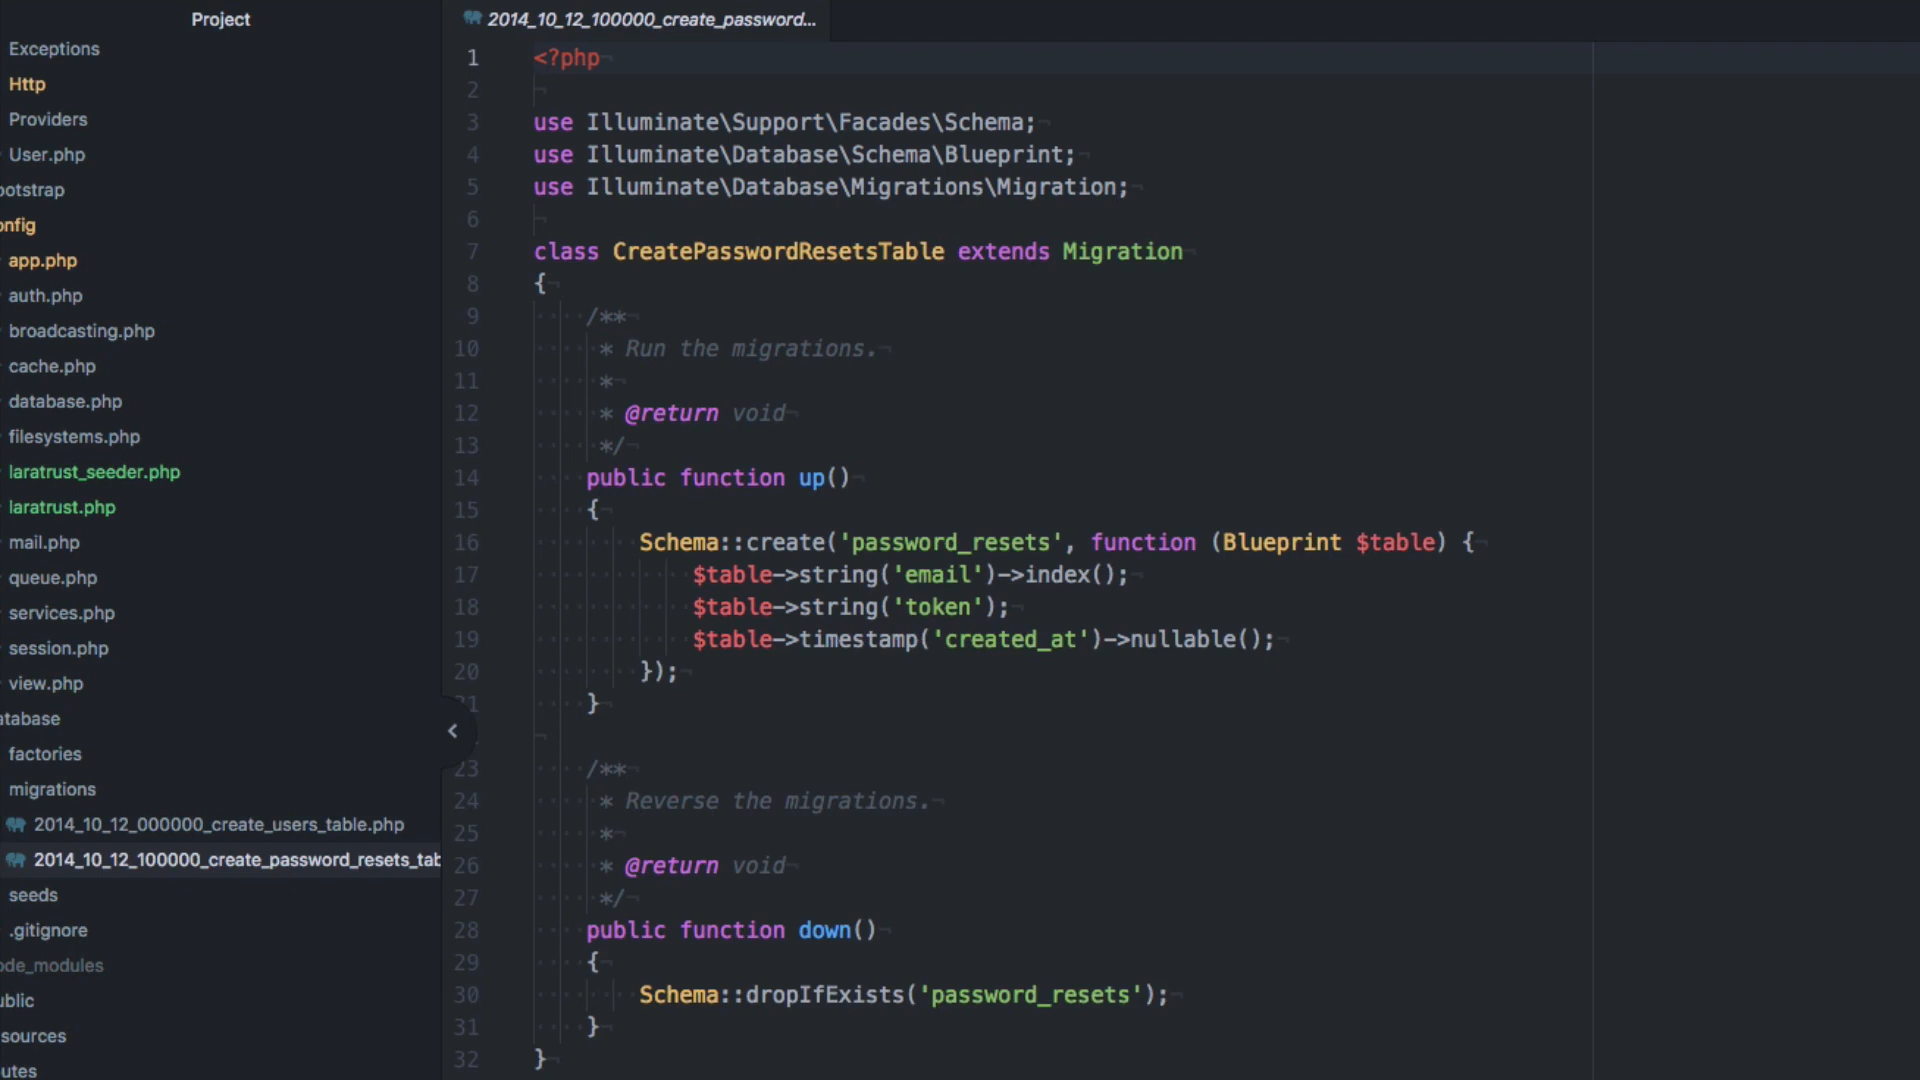 Project
Exceptions
Http
Providers
User.php
ootstrap
onfig
app.php
auth.php
broadcasting.php
cache.php
database.php
filesystems.php
laratrust_seeder.php
laratrust.php
mail.php
queue.php
services.php
session.php
view.php
atabase
factories
migrations
2014_10_12_000000_create_users_table.php
2014_10_12_100000_create_password_resets_tab
seeds
.gitignore
ode_modules
ublic
sources
utes
2014_10_12_100000_create_password...
1 <?php
2
3 use Illuminate\Support\Facades\Schema;
4 use Illuminate\Database\Schema\Blueprint;
5 use Illuminate\Database\Migrations\Migration;
6
7 class CreatePasswordResetsTable extends Migration
8 {
9 /**
10 * Run the migrations.
11 *
12 * @return void
13 */
14 public function up()
15 {
16 Schema::create('password_resets', function (Blueprint $table) {
17 $table->string('email')->index();
18 $table->string('token');
19 $table->timestamp('created_at')->nullable();
20 });
21 }
23 /**
24 * Reverse the migrations.
25 *
26 * @return void
27 */
28 public function down()
29 {
30 Schema::dropIfExists('password_resets');
31 }
32 }